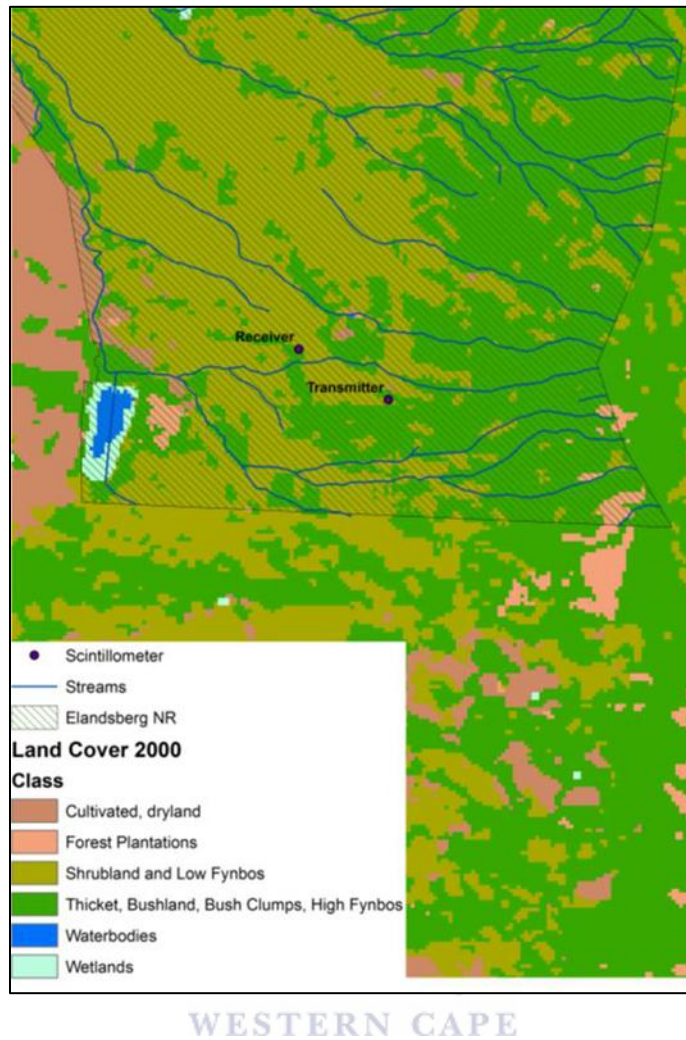 Receiver
Transmitter
Scintillometer
Streams
Elandsberg NR
Land Cover 2000
Class
Cultivated, dryland
Forest Plantations
Shrubland and Low Fynbos
Thicket, Bushland, Bush Clumps, High Fynbos
Waterbodies
Wetlands
WESTERN CAPE